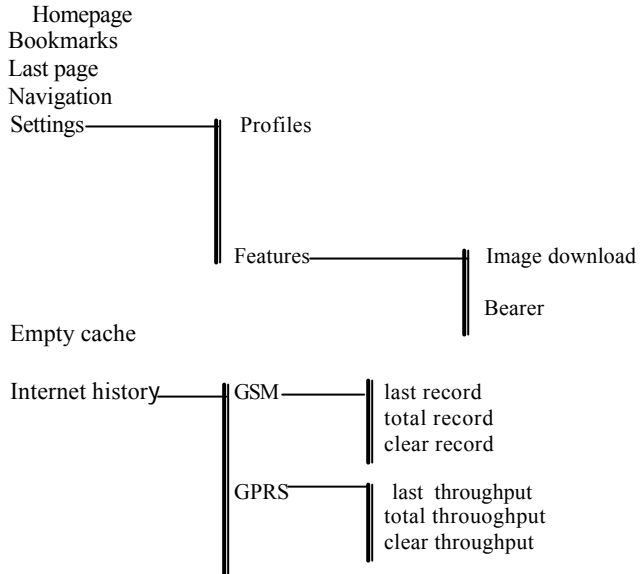 Homepage
Bookmarks
Last page
Navigation
Settings Profiles
Features Image download
Bearer
Empty cache
Internet history GSM last record
total record
clear record
GPRS last throughput
total throuoghput
clear throughput